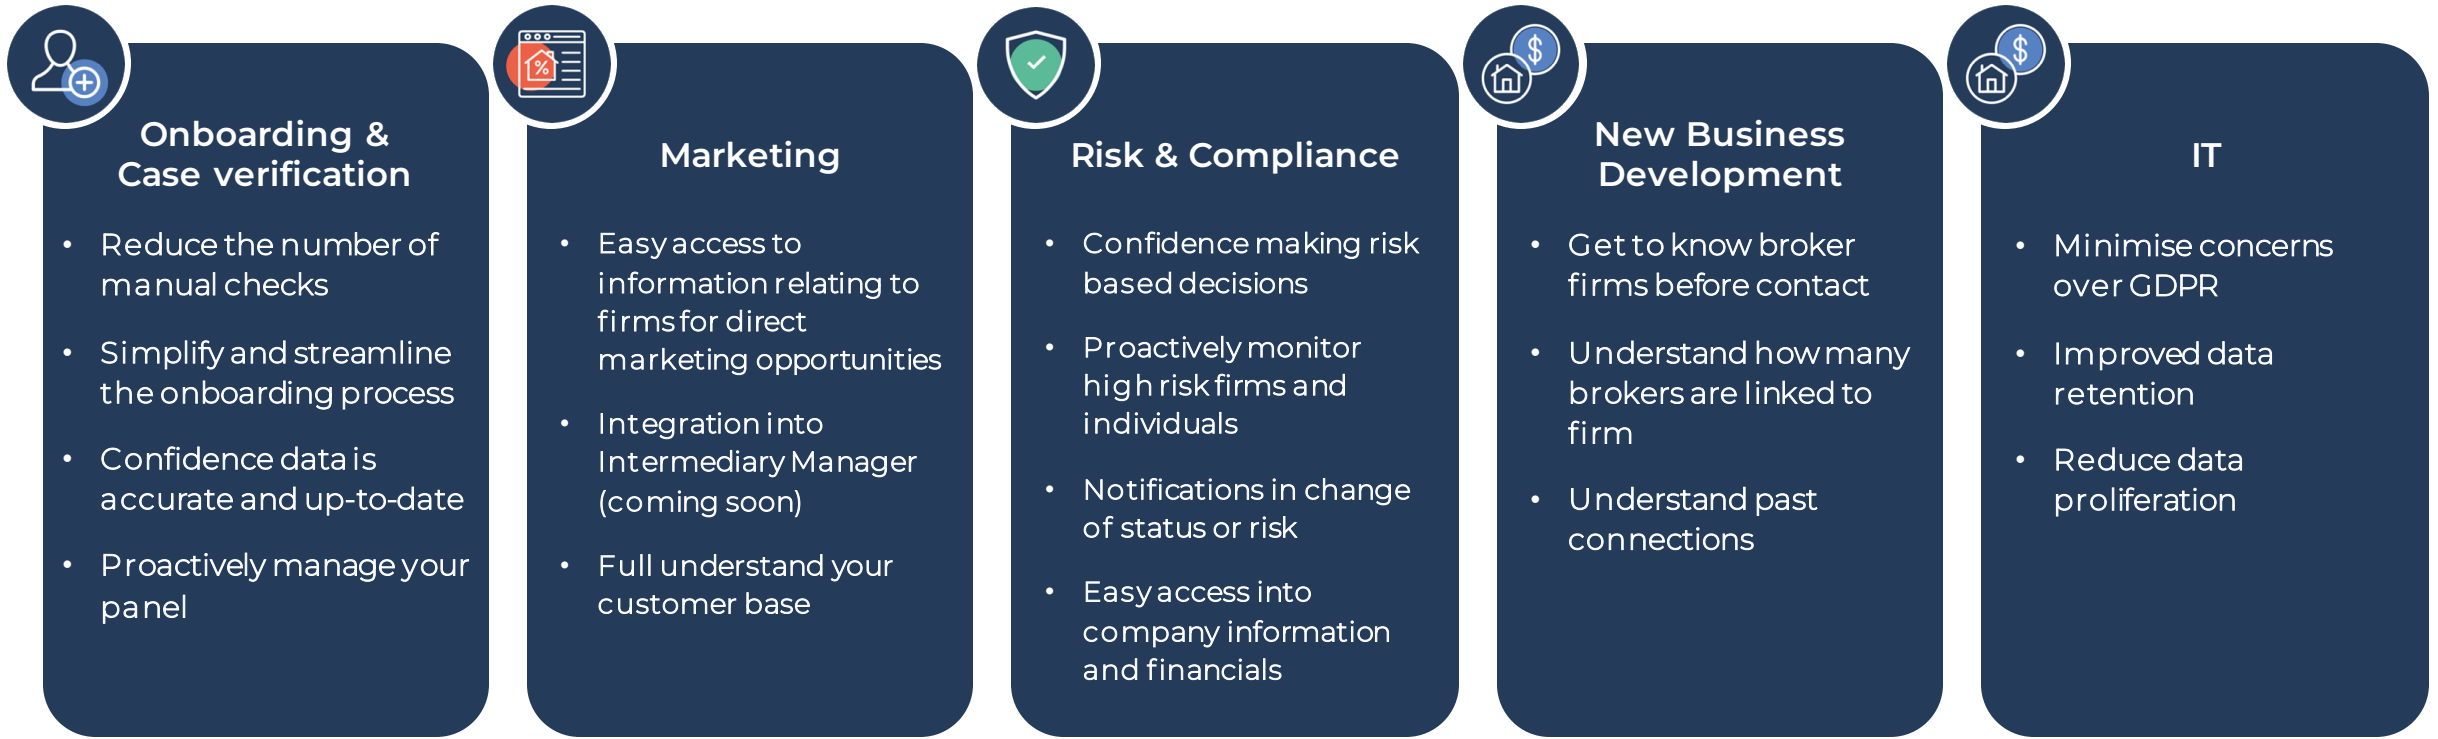 Onboarding &
Case verification
• Reduce the number of
manual checks
• Simplify and streamline
the onboarding process
• Confidence data is
accurate and up-to-date
• Proactively manage your
panel
%
Marketing
• Easy access to
information relating to
firms for direct
marketing opportunities
• Integration into
Intermediary Manager
(coming soon)
• Full understand your
customer base
Risk & Compliance
• Confidence making risk
based decisions
• Proactively monitor
high risk firms and
individuals
• Notifications in change
of status or risk
• Easy access into
company information
and financials
$
New Business
Development
• Get to know broker
firms before contact
• Understand how many
brokers are linked to
firm
• Understand past
connections
$
IT
• Minimise concerns
over GDPR
• Improved data
retention
• Reduce data
proliferation